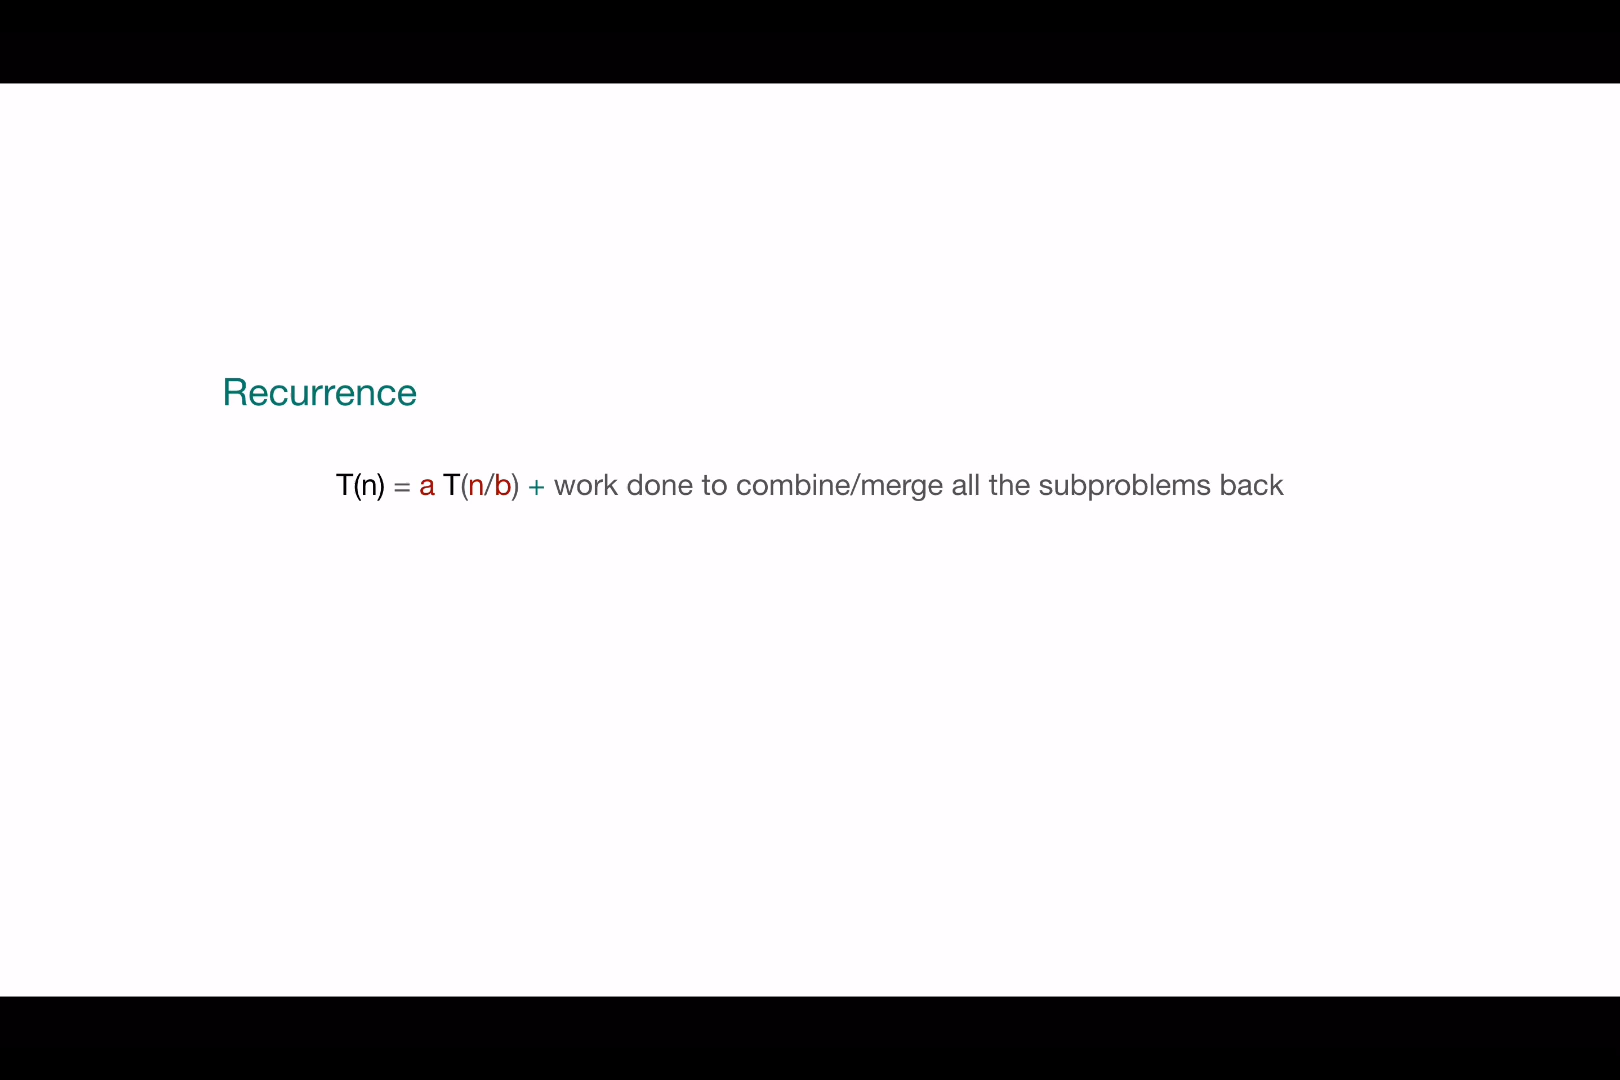 Recurrence
T(n) = a T(n/b) + work done to combine/merge all the subproblems back